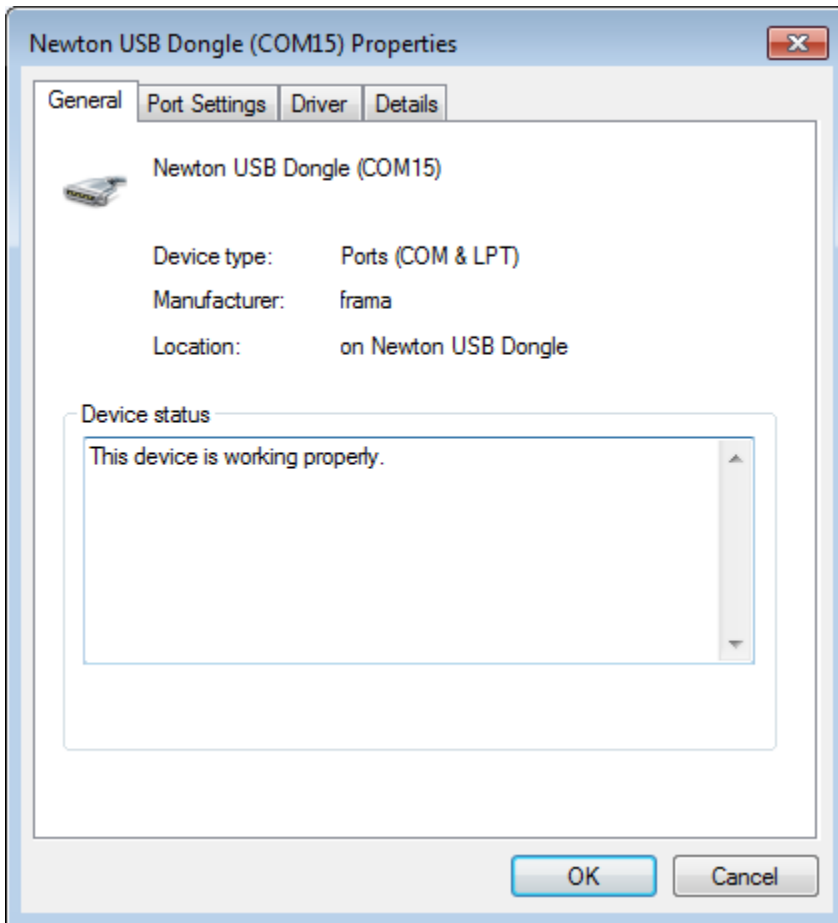 Newton USB Dongle (COM15) Properties
General Port Settings Driver Details
Newton USB Dongle (COM15)
Device type: Ports (COM & LPT)
Manufacturer: frama
Location: on Newton USB Dongle
Device status
This device is working properly.
OK Cancel